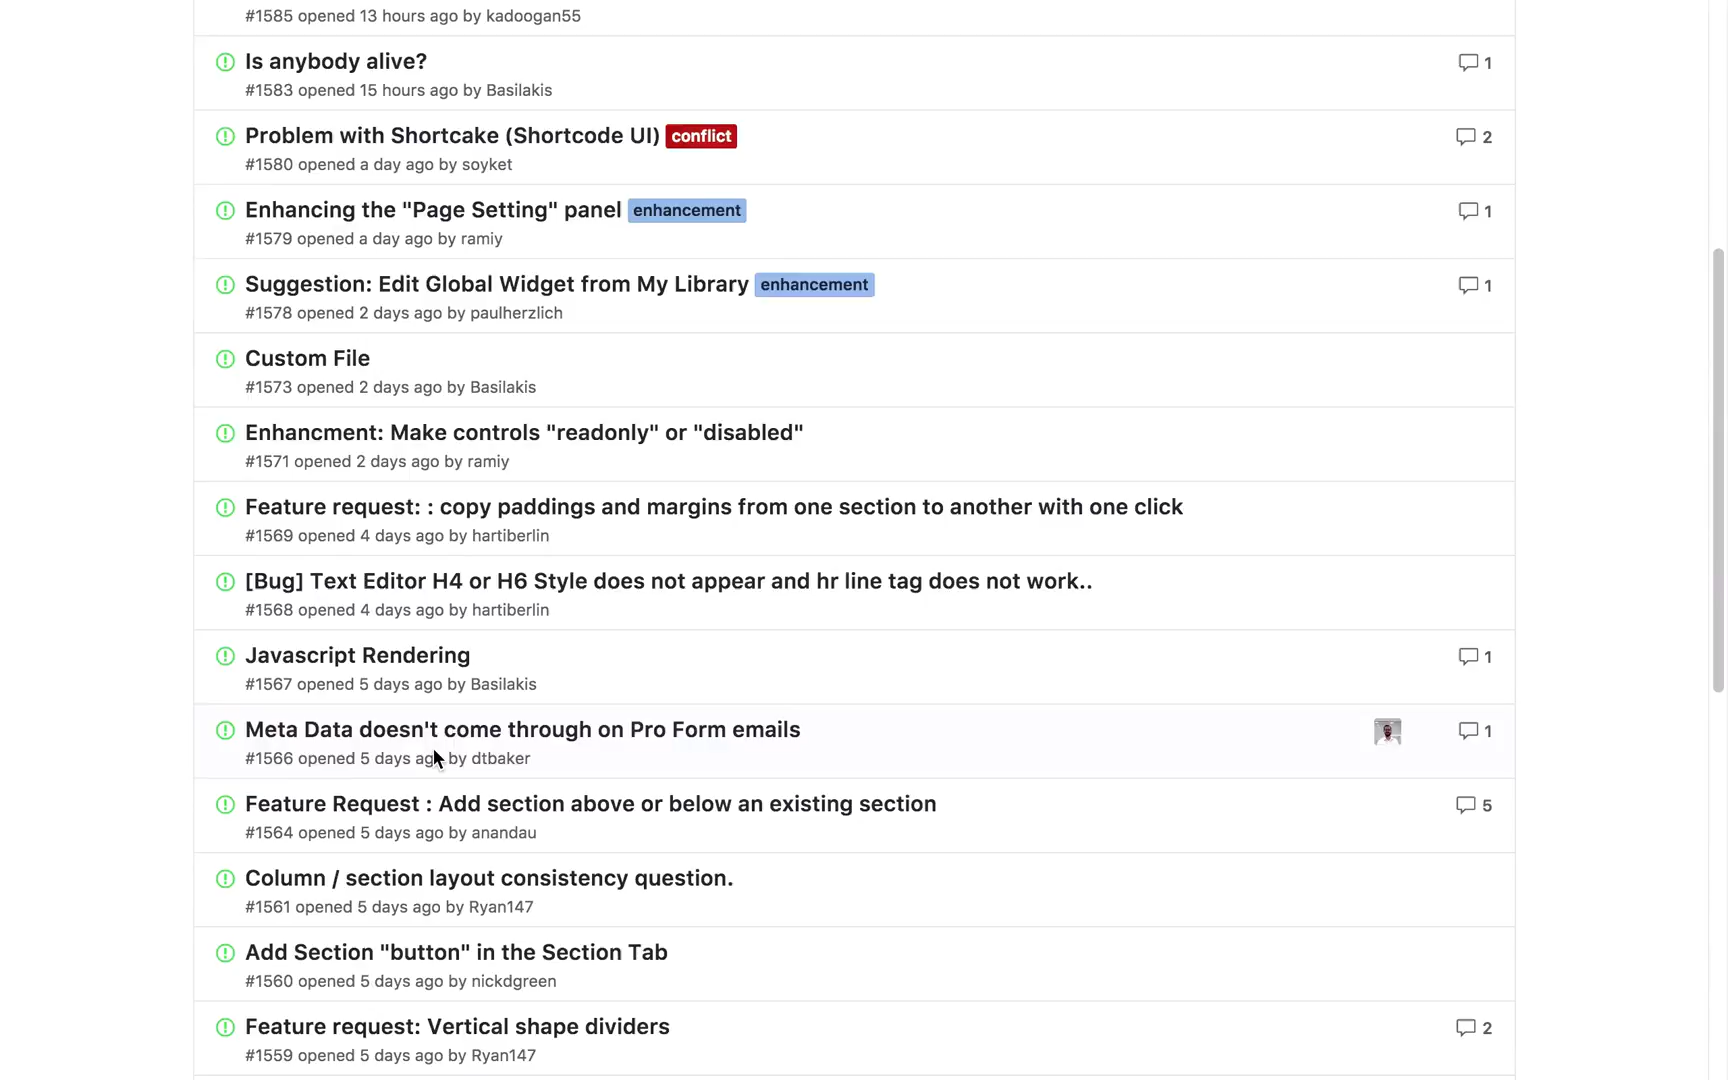 #1585 opened 13 hours ago by kadoogan55
Is anybody alive?
1
#1583 opened 15 hours ago by Basilakis
Problem with Shortcake (Shortcode UI) conflict
2
#1580 opened a day ago by soyket
Enhancing the "Page Setting" panel enhancement
1
#1579 opened a day ago by ramiy
Suggestion: Edit Global Widget from My Library enhancement
1
#1578 opened 2 days ago by paulherzlich
Custom File
#1573 opened 2 days ago by Basilakis
Enhancment: Make controls "readonly" or "disabled"
#1571 opened 2 days ago by ramiy
Feature request: : copy paddings and margins from one section to another with one click
#1569 opened 4 days ago by hartiberlin
[Bug] Text Editor H4 or H6 Style does not appear and hr line tag does not work..
#1568 opened 4 days ago by hartiberlin
Javascript Rendering
1
#1567 opened 5 days ago by Basilakis
Meta Data doesn't come through on Pro Form emails
1
#1566 opened 5 days ago by dtbaker
Feature Request : Add section above or below an existing section
5
#1564 opened 5 days ago by anandau
Column / section layout consistency question.
#1561 opened 5 days ago by Ryan147
Add Section "button" in the Section Tab
#1560 opened 5 days ago by nickdgreen
Feature request: Vertical shape dividers
2
#1559 opened 5 days ago by Ryan147